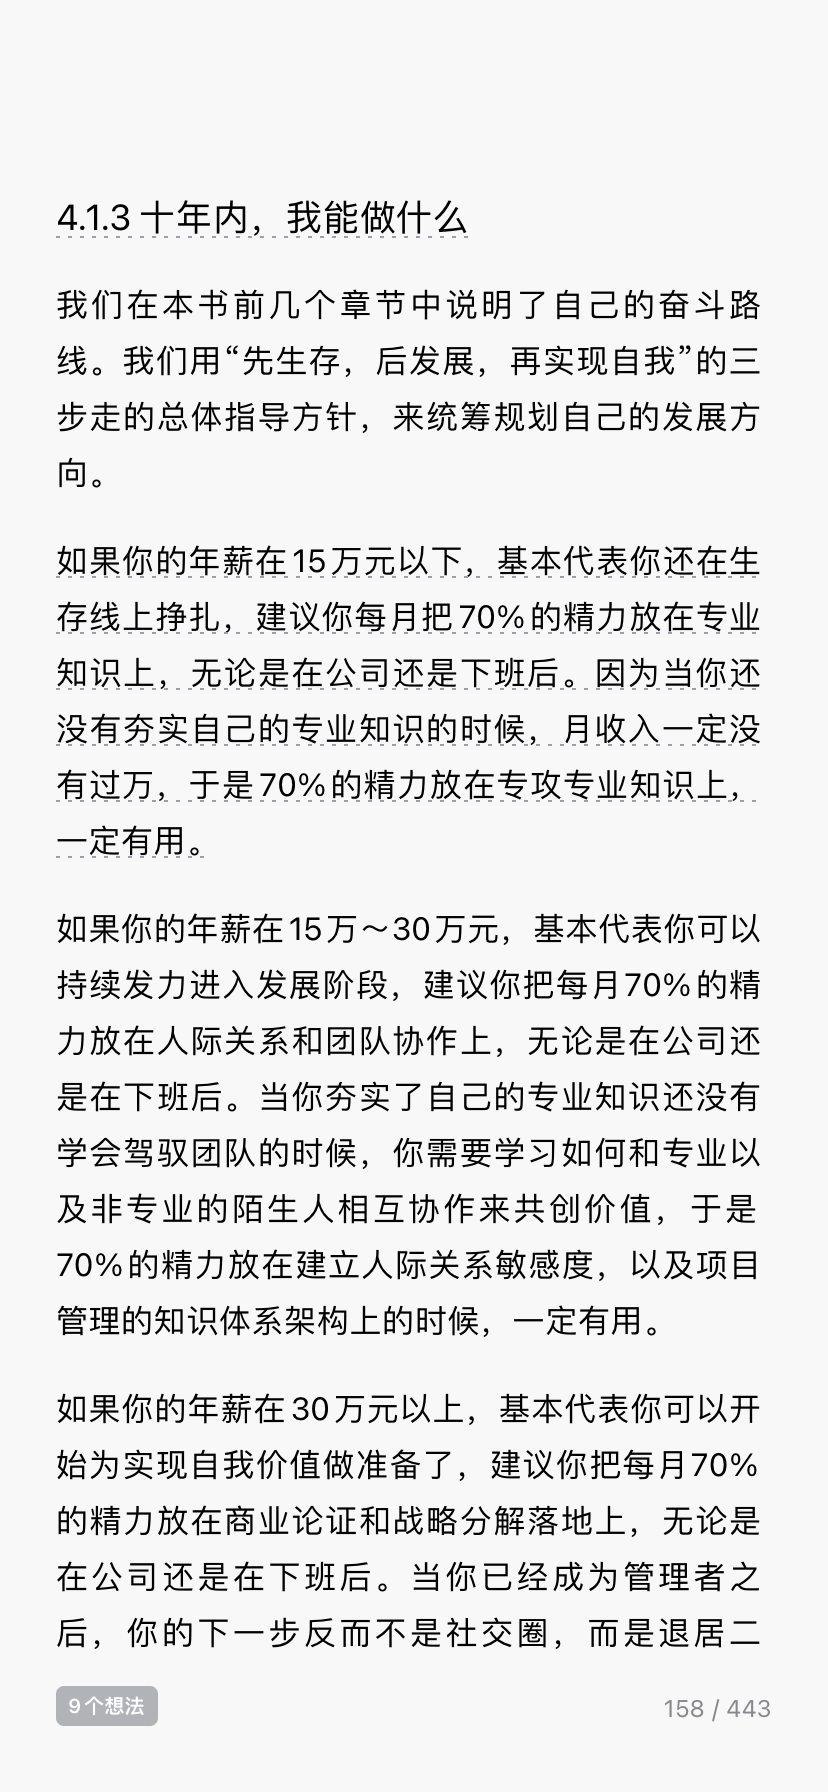 4.1.3 十年内，我能做什么
我们在本书前几个章节中说明了自己的奋斗路
线。我们用“先生存，后发展，再实现自我”的三
步走的总体指导方针，来统筹规划自己的发展方
向。
如果你的年薪在15万元以下，基本代表你还在生
存线上挣扎，建议你每月把70%的精力放在专业
知识上，无论是在公司还是下班后。因为当你还
没有夯实自己的专业知识的时候，月收入一定没
有过万，于是70%的精力放在专攻专业知识上，
一定有用。
如果你的年薪在15万～30万元，基本代表你可以
持续发力进入发展阶段，建议你把每月70%的精
力放在人际关系和团队协作上，无论是在公司还
是在下班后。当你夯实了自己的专业知识还没有
学会驾驭团队的时候，你需要学习如何和专业以
及非专业的陌生人相互协作来共创价值，于是
70%的精力放在建立人际关系敏感度，以及项目
管理的知识体系架构上的时候，一定有用。
如果你的年薪在30万元以上，基本代表你可以开
始为实现自我价值做准备了，建议你把每月70%
的精力放在商业论证和战略分解落地上，无论是
在公司还是在下班后。当你已经成为管理者之
后，你的下一步反而不是社交圈，而是退居二
9个想法
158 / 443